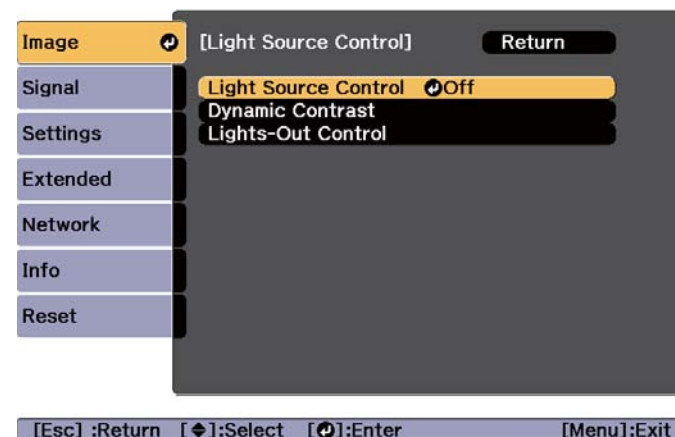 Image
Signal
Settings
Extended
Network
Info
Reset
[Light Source Control] Return
Light Source Control Off
Dynamic Contrast
Lights-Out Control
[Esc] :Return [◆]:Select [↵]:Enter [Menu]:Exit